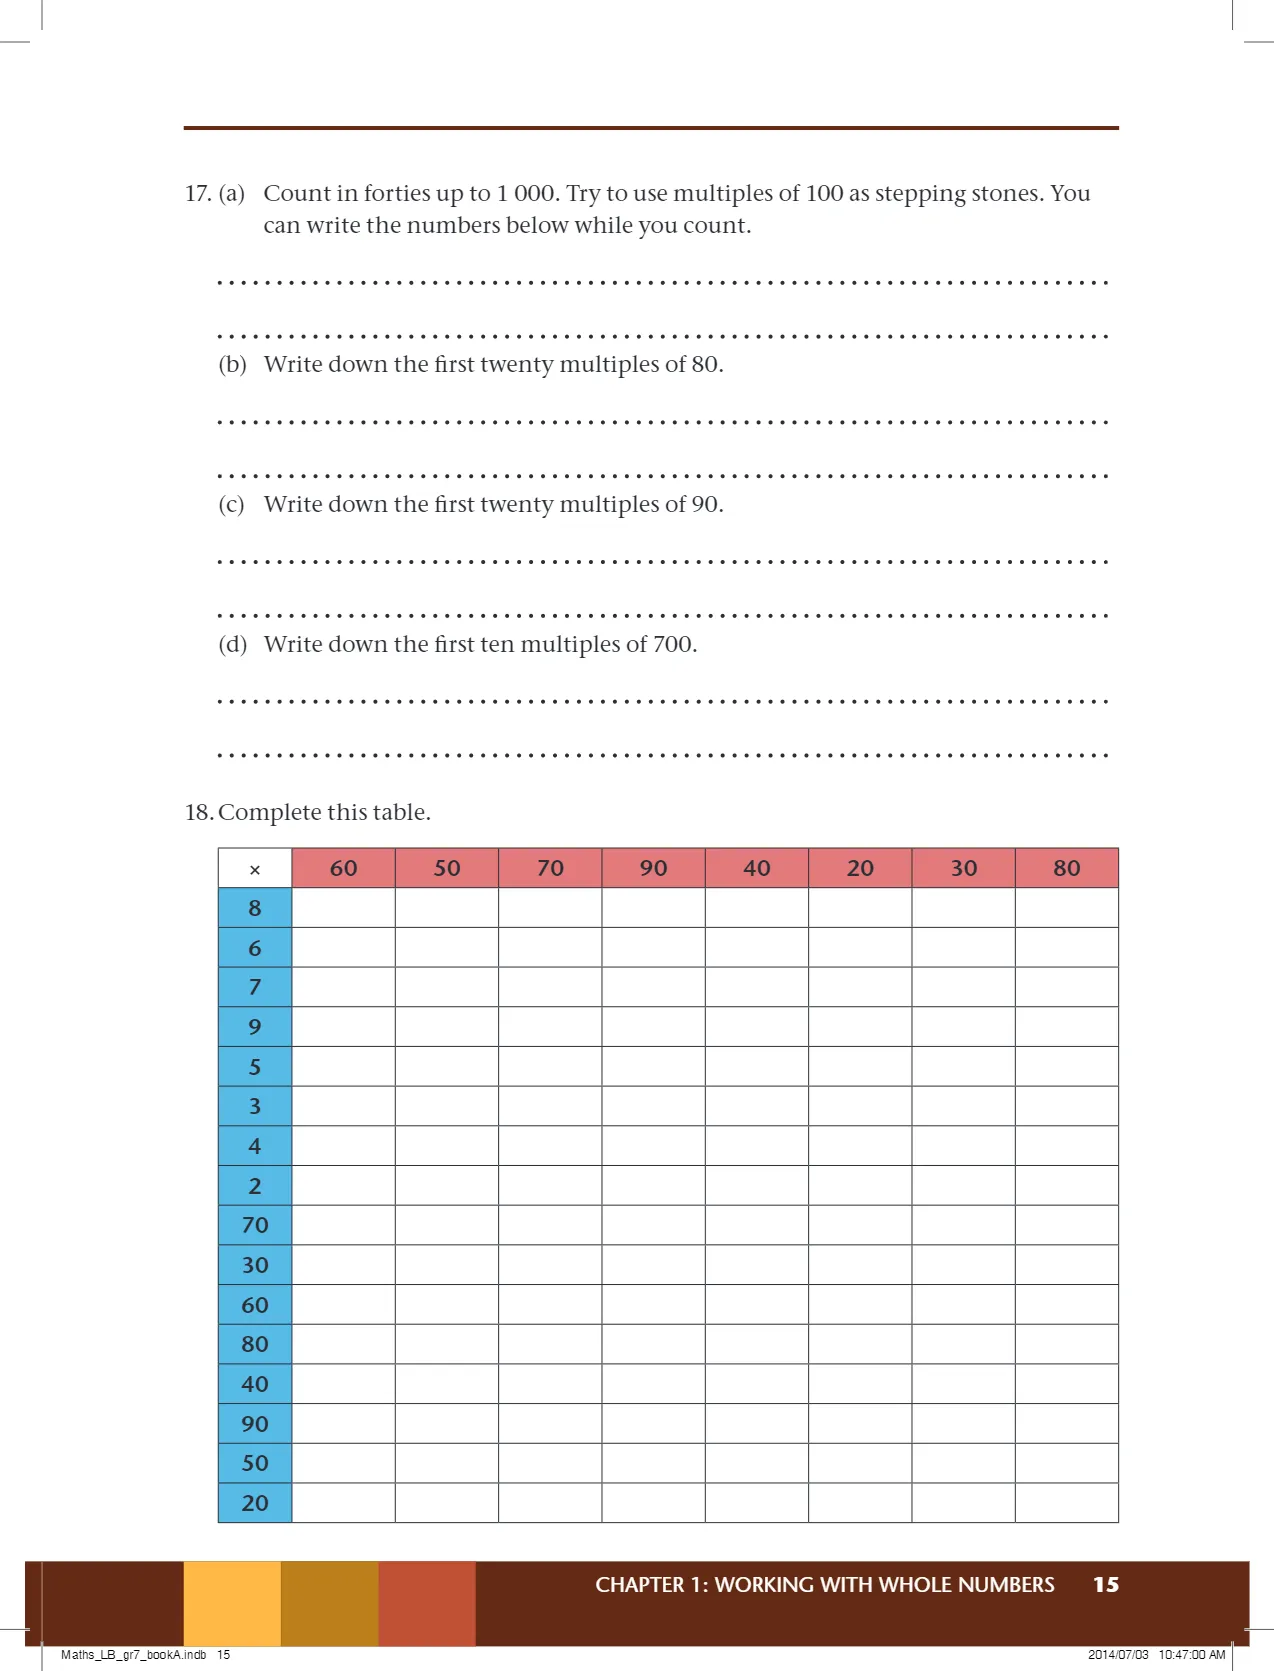 17. (a) Count in forties up to 1 000. Try to use multiples of 100 as stepping stones. You
can write the numbers below while you count.
(b) Write down the first twenty multiples of 80.
(c) Write down the first twenty multiples of 90.
(d) Write down the first ten multiples of 700.
18. Complete this table.
× 60 50 70 90 40 20 30 80
8
6
7
9
5
3
4
2
70
30
60
80
40
90
50
20
CHAPTER 1: WORKING WITH WHOLE NUMBERS 15
Maths_LB_gr7_bookA.indb 15 2014/07/03 10:47:00 AM